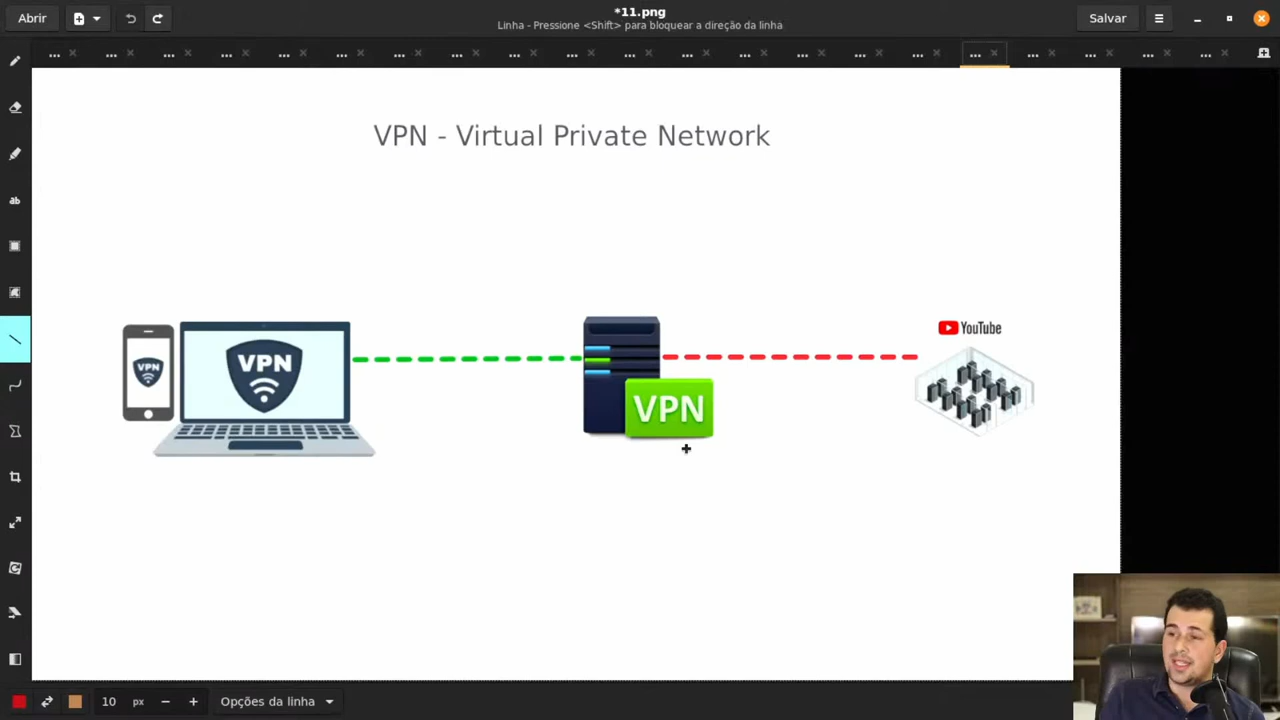 *11.png
Abrir
Linha - Pressione <Shift> para bloquear a direção da linha
Salvar
... ... ... ... ... ... ... ... ... ... ... ... ... ... ... ... ... ... ... ... ...
ab
VPN - Virtual Private Network
YouTube
VPN
VPN
VPN
10 px
Opções da linha